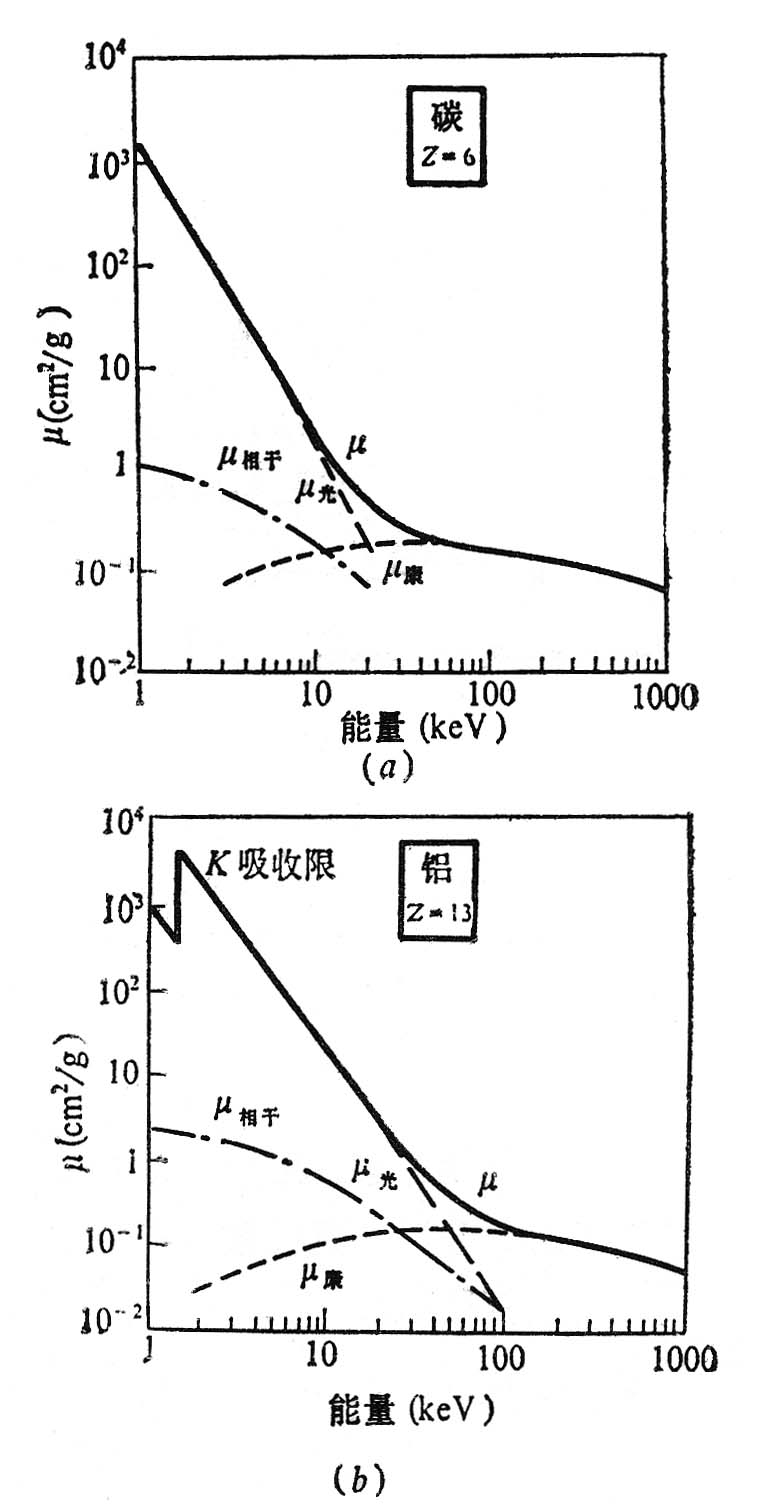 10⁴
碳
Z=6
10³
10²
μ(cm²/g)
10
μ
1
μ相干
μ光
10⁻¹
μ康
10⁻²
1 10 100 1000
能量 (keV)
(a)
10⁴
K 吸收限
铝
Z=13
10³
10²
μ(cm²/g)
10
μ相干
1
μ光
μ
10⁻¹
μ康
10⁻²
1 10 100 1000
能量 (keV)
(b)